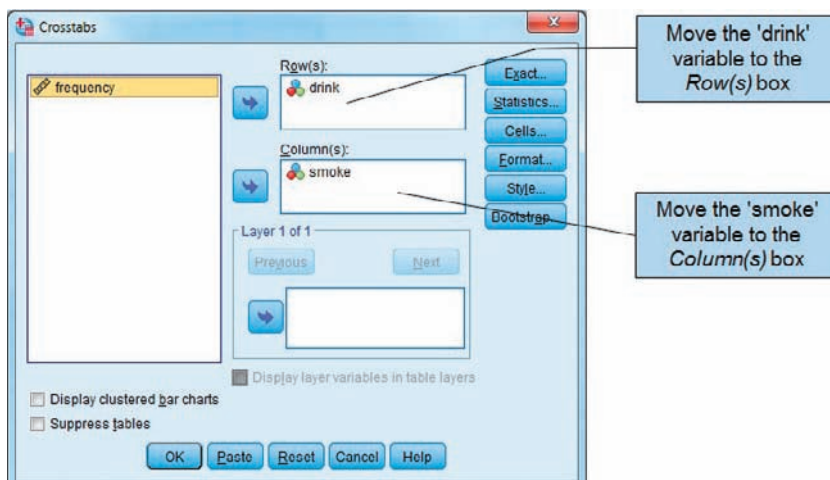 Crosstabs
frequency
Row(s):
drink
Column(s):
smoke
Layer 1 of 1
Previous
Next
Display layer variables in table layers
Display clustered bar charts
Suppress tables
OK
Paste
Reset
Cancel
Help
Exact...
Statistics...
Cells...
Format...
Style...
Bootstrap...
Move the 'drink'
variable to the
Row(s) box
Move the 'smoke'
variable to the
Column(s) box